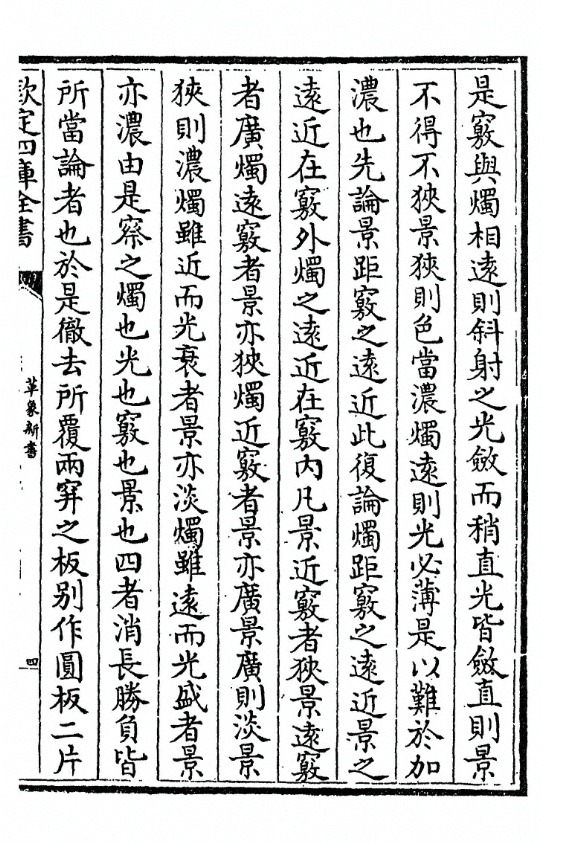 是竅與燭相遠則斜射之光斂而稍直光皆斂直則景
不得不狹景狹則色當濃燭遠則光必薄是以難於加
濃也先論景距竅之遠近此復論燭距竅之遠近景之
遠近在竅外燭之遠近在竅内凡景近竅者狹景遠竅
者廣燭遠竅者景亦狹燭近竅者景亦廣景廣則淡景
狹則濃燭雖近而光衰者景亦淡燭雖遠而光盛者景
亦濃由是察之燭也光也竅也景也四者消長勝負皆
所當論者也於是徹去所覆兩穽之板别作圓板二片
欽定四庫全書
革象新書
四